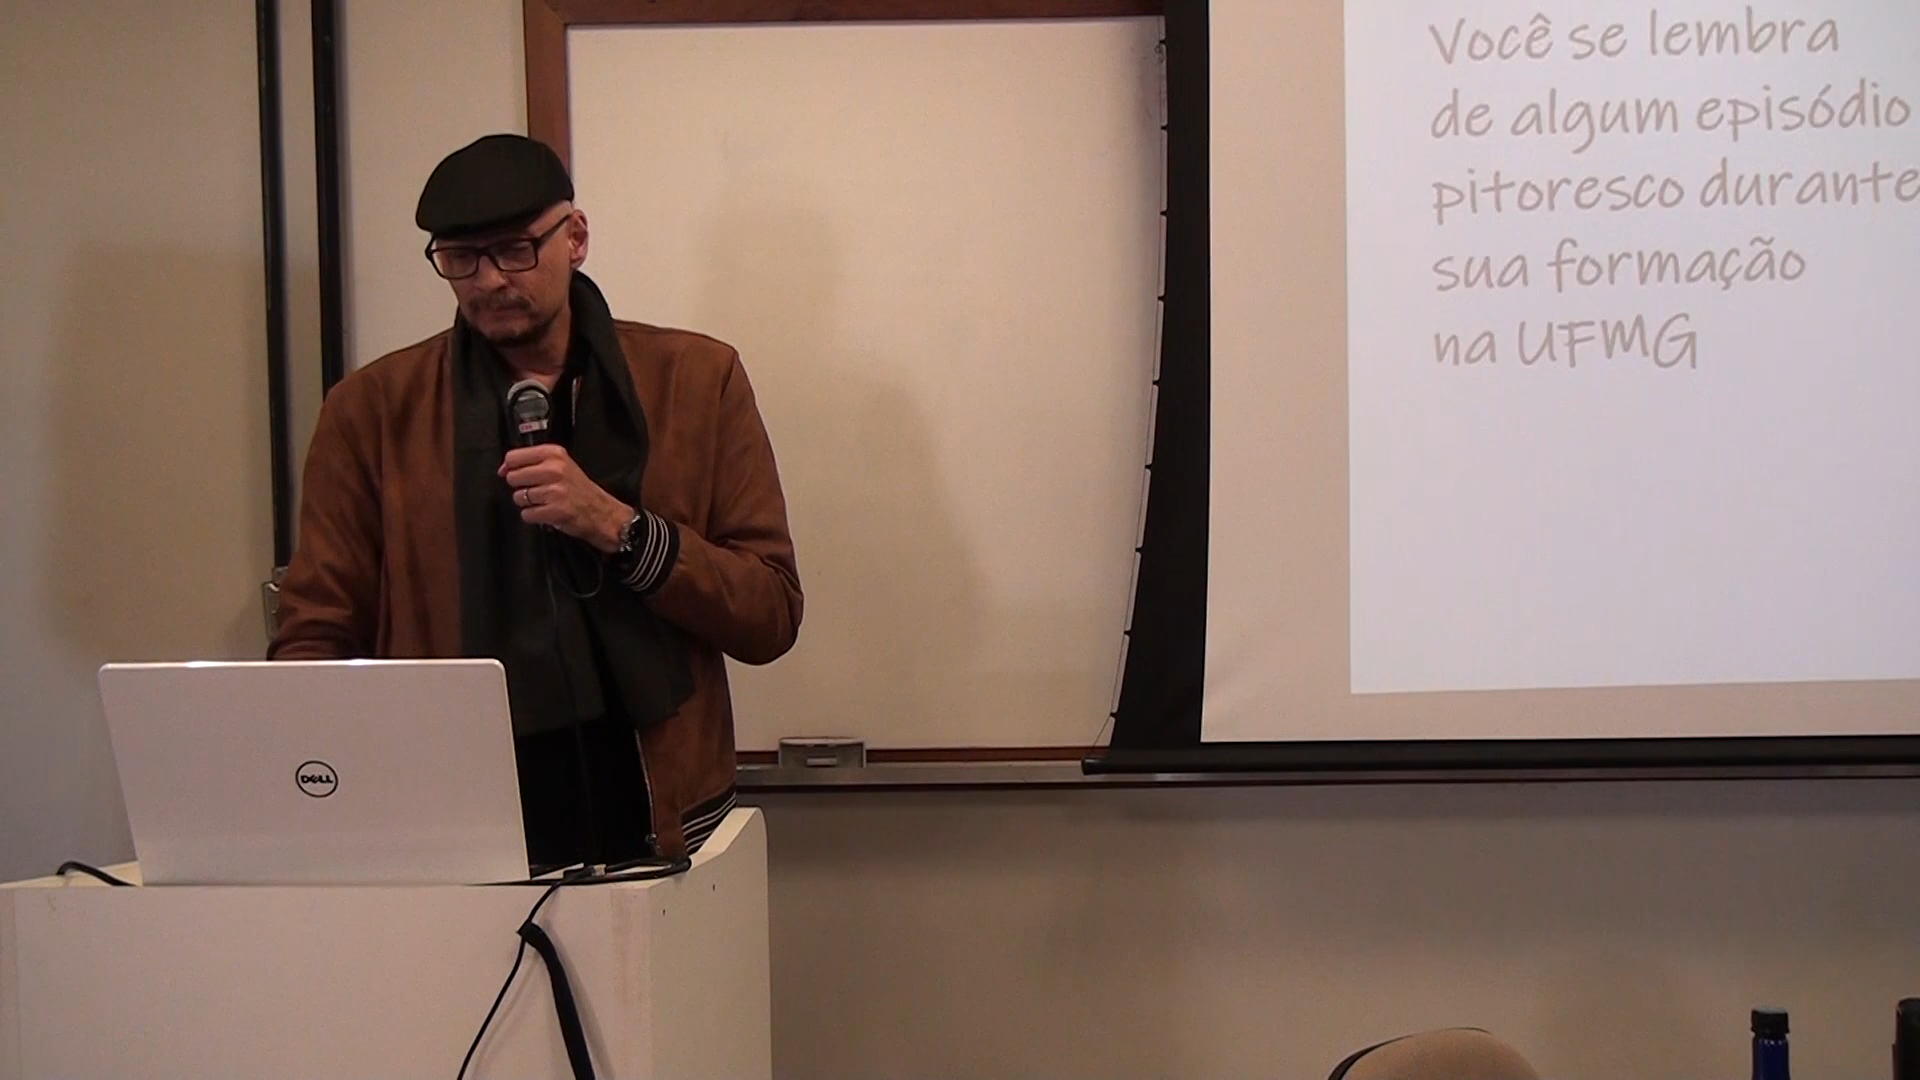 Você se lembra
de algum episódio
pitoresco durante
sua formação
na UFMG
DELL